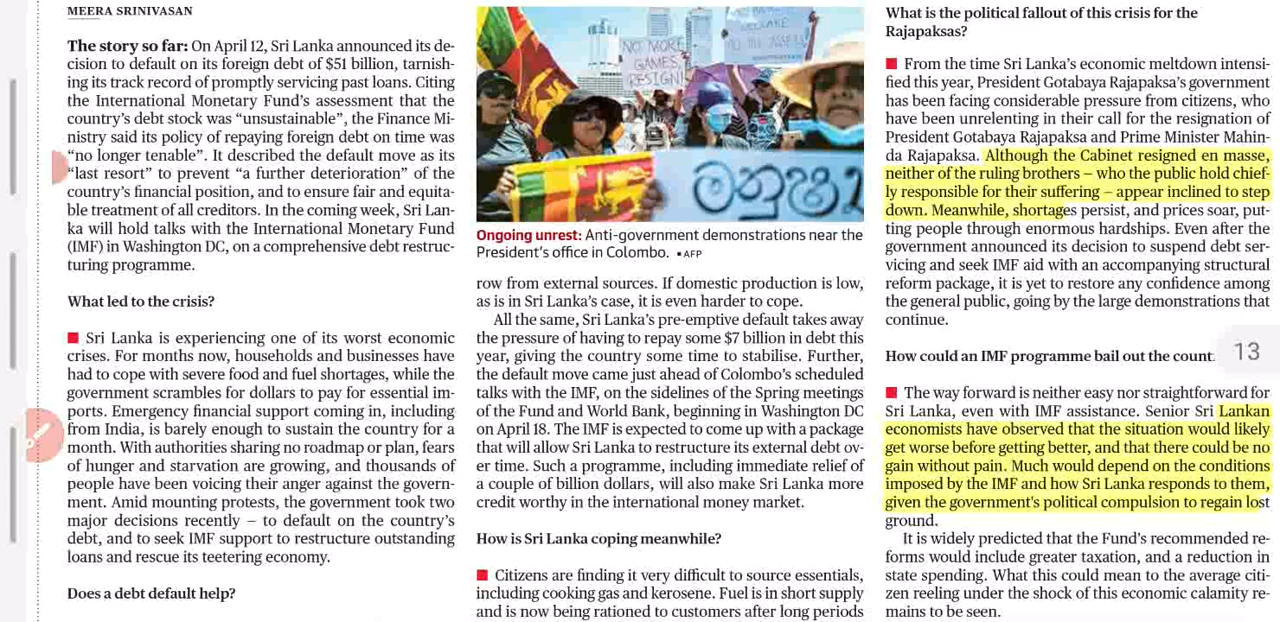 MEERA SRINIVASAN
The story so far: On April 12, Sri Lanka announced its de-
cision to default on its foreign debt of $51 billion, tarnish-
ing its track record of promptly servicing past loans. Citing
the International Monetary Fund's assessment that the
country's debt stock was “unsustainable”, the Finance Mi-
nistry said its policy of repaying foreign debt on time was
“no longer tenable”. It described the default move as its
“last resort” to prevent “a further deterioration” of the
country's financial position, and to ensure fair and equita-
ble treatment of all creditors. In the coming week, Sri Lan-
ka will hold talks with the International Monetary Fund
(IMF) in Washington DC, on a comprehensive debt restruc-
turing programme.
What led to the crisis?
Sri Lanka is experiencing one of its worst economic
crises. For months now, households and businesses have
had to cope with severe food and fuel shortages, while the
government scrambles for dollars to pay for essential im-
ports. Emergency financial support coming in, including
from India, is barely enough to sustain the country for a
month. With authorities sharing no roadmap or plan, fears
of hunger and starvation are growing, and thousands of
people have been voicing their anger against the govern-
ment. Amid mounting protests, the government took two
major decisions recently – to default on the country's
debt, and to seek IMF support to restructure outstanding
loans and rescue its teetering economy.
Does a debt default help?
NO MORE
GAMES
RESIGN!
මනුෂ
Ongoing unrest: Anti-government demonstrations near the
President's office in Colombo. ▪ AFP
row from external sources. If domestic production is low,
as is in Sri Lanka's case, it is even harder to cope.
All the same, Sri Lanka's pre-emptive default takes away
the pressure of having to repay some $7 billion in debt this
year, giving the country some time to stabilise. Further,
the default move came just ahead of Colombo's scheduled
talks with the IMF, on the sidelines of the Spring meetings
of the Fund and World Bank, beginning in Washington DC
on April 18. The IMF is expected to come up with a package
that will allow Sri Lanka to restructure its external debt ov-
er time. Such a programme, including immediate relief of
a couple of billion dollars, will also make Sri Lanka more
credit worthy in the international money market.
How is Sri Lanka coping meanwhile?
Citizens are finding it very difficult to source essentials,
including cooking gas and kerosene. Fuel is in short supply
and is now being rationed to customers after long periods
What is the political fallout of this crisis for the
Rajapaksas?
From the time Sri Lanka's economic meltdown intensi-
fied this year, President Gotabaya Rajapaksa's government
has been facing considerable pressure from citizens, who
have been unrelenting in their call for the resignation of
President Gotabaya Rajapaksa and Prime Minister Mahin-
da Rajapaksa. Although the Cabinet resigned en masse,
neither of the ruling brothers – who the public hold chief-
ly responsible for their suffering – appear inclined to step
down. Meanwhile, shortages persist, and prices soar, put-
ting people through enormous hardships. Even after the
government announced its decision to suspend debt ser-
vicing and seek IMF aid with an accompanying structural
reform package, it is yet to restore any confidence among
the general public, going by the large demonstrations that
continue.
How could an IMF programme bail out the count
13
The way forward is neither easy nor straightforward for
Sri Lanka, even with IMF assistance. Senior Sri Lankan
economists have observed that the situation would likely
get worse before getting better, and that there could be no
gain without pain. Much would depend on the conditions
imposed by the IMF and how Sri Lanka responds to them,
given the government's political compulsion to regain lost
ground.
It is widely predicted that the Fund's recommended re-
forms would include greater taxation, and a reduction in
state spending. What this could mean to the average citi-
zen reeling under the shock of this economic calamity re-
mains to be seen.